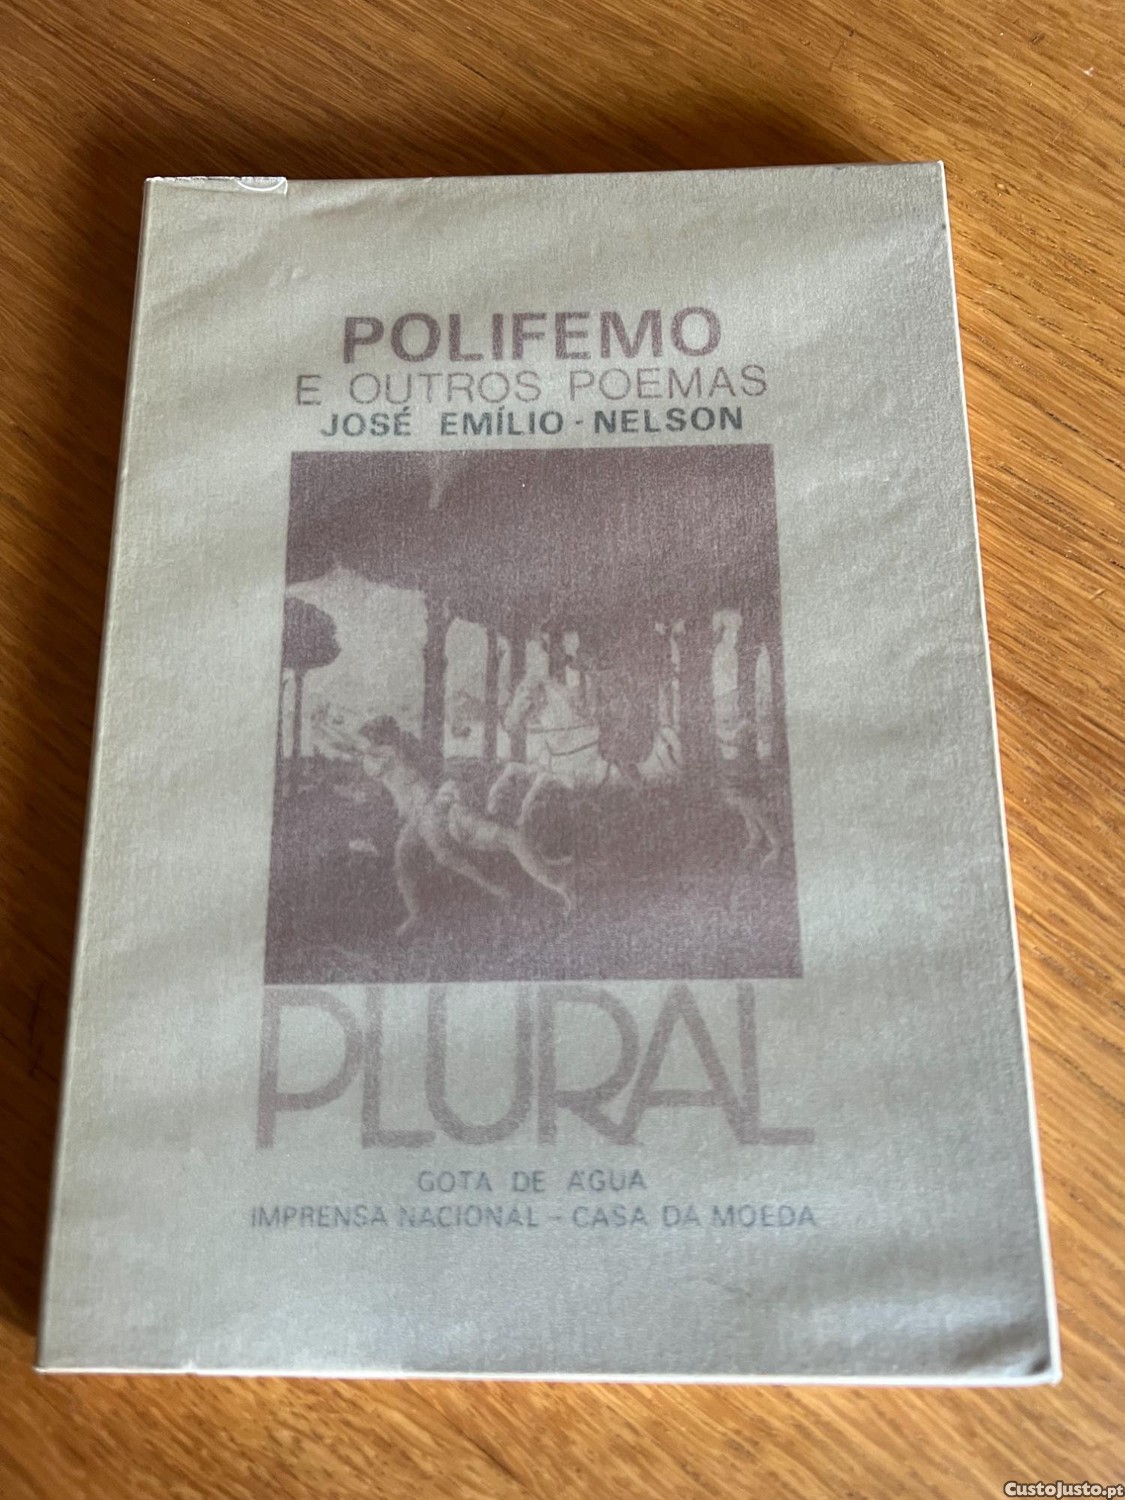 POLIFEMO
E OUTROS POEMAS
JOSÉ EMÍLIO - NELSON
PLURAL
GOTA DE ÁGUA
IMPRENSA NACIONAL - CASA DA MOEDA
CustoJusto.pt